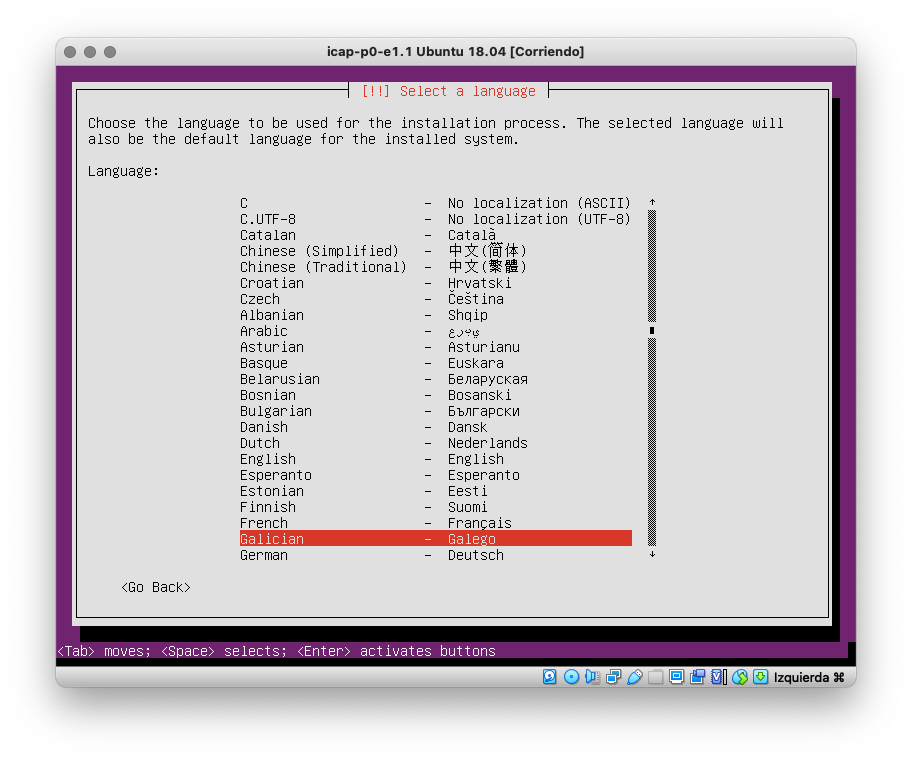 icap-p0-e1.1 Ubuntu 18.04 [Corriendo]
[!!] Select a language
Choose the language to be used for the installation process. The selected language will
also be the default language for the installed system.
Language:
C - No localization (ASCII)
C.UTF-8 - No localization (UTF-8)
Catalan - Català
Chinese (Simplified) - 中文(简体)
Chinese (Traditional) - 中文(繁體)
Croatian - Hrvatski
Czech - Čeština
Albanian - Shqip
Arabic - عربي
Asturian - Asturianu
Basque - Euskara
Belarusian - Беларуская
Bosnian - Bosanski
Bulgarian - Български
Danish - Dansk
Dutch - Nederlands
English - English
Esperanto - Esperanto
Estonian - Eesti
Finnish - Suomi
French - Français
Galician - Galego
German - Deutsch
<Go Back>
<Tab> moves; <Space> selects; <Enter> activates buttons
Izquierda ⌘